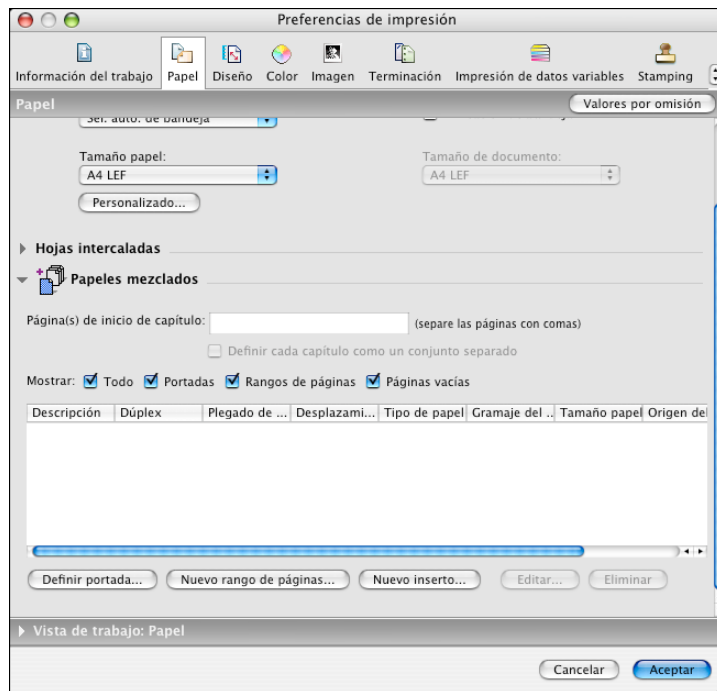 Preferencias de impresión
Información del trabajo Papel Diseño Color Imagen Terminación Impresión de datos variables Stamping
Papel Valores por omisión
Sel. auto. de bandeja
Tamaño papel: Tamaño de documento:
A4 LEF A4 LEF
Personalizado...
Hojas intercaladas
Papeles mezclados
Página(s) de inicio de capítulo: (separe las páginas con comas)
Definir cada capítulo como un conjunto separado
Mostrar: Todo Portadas Rangos de páginas Páginas vacías
Descripción Dúplex Plegado de ... Desplazami... Tipo de papel Gramaje del .. Tamaño papel Origen del
Definir portada... Nuevo rango de páginas... Nuevo inserto... Editar... Eliminar
Vista de trabajo: Papel
Cancelar Aceptar